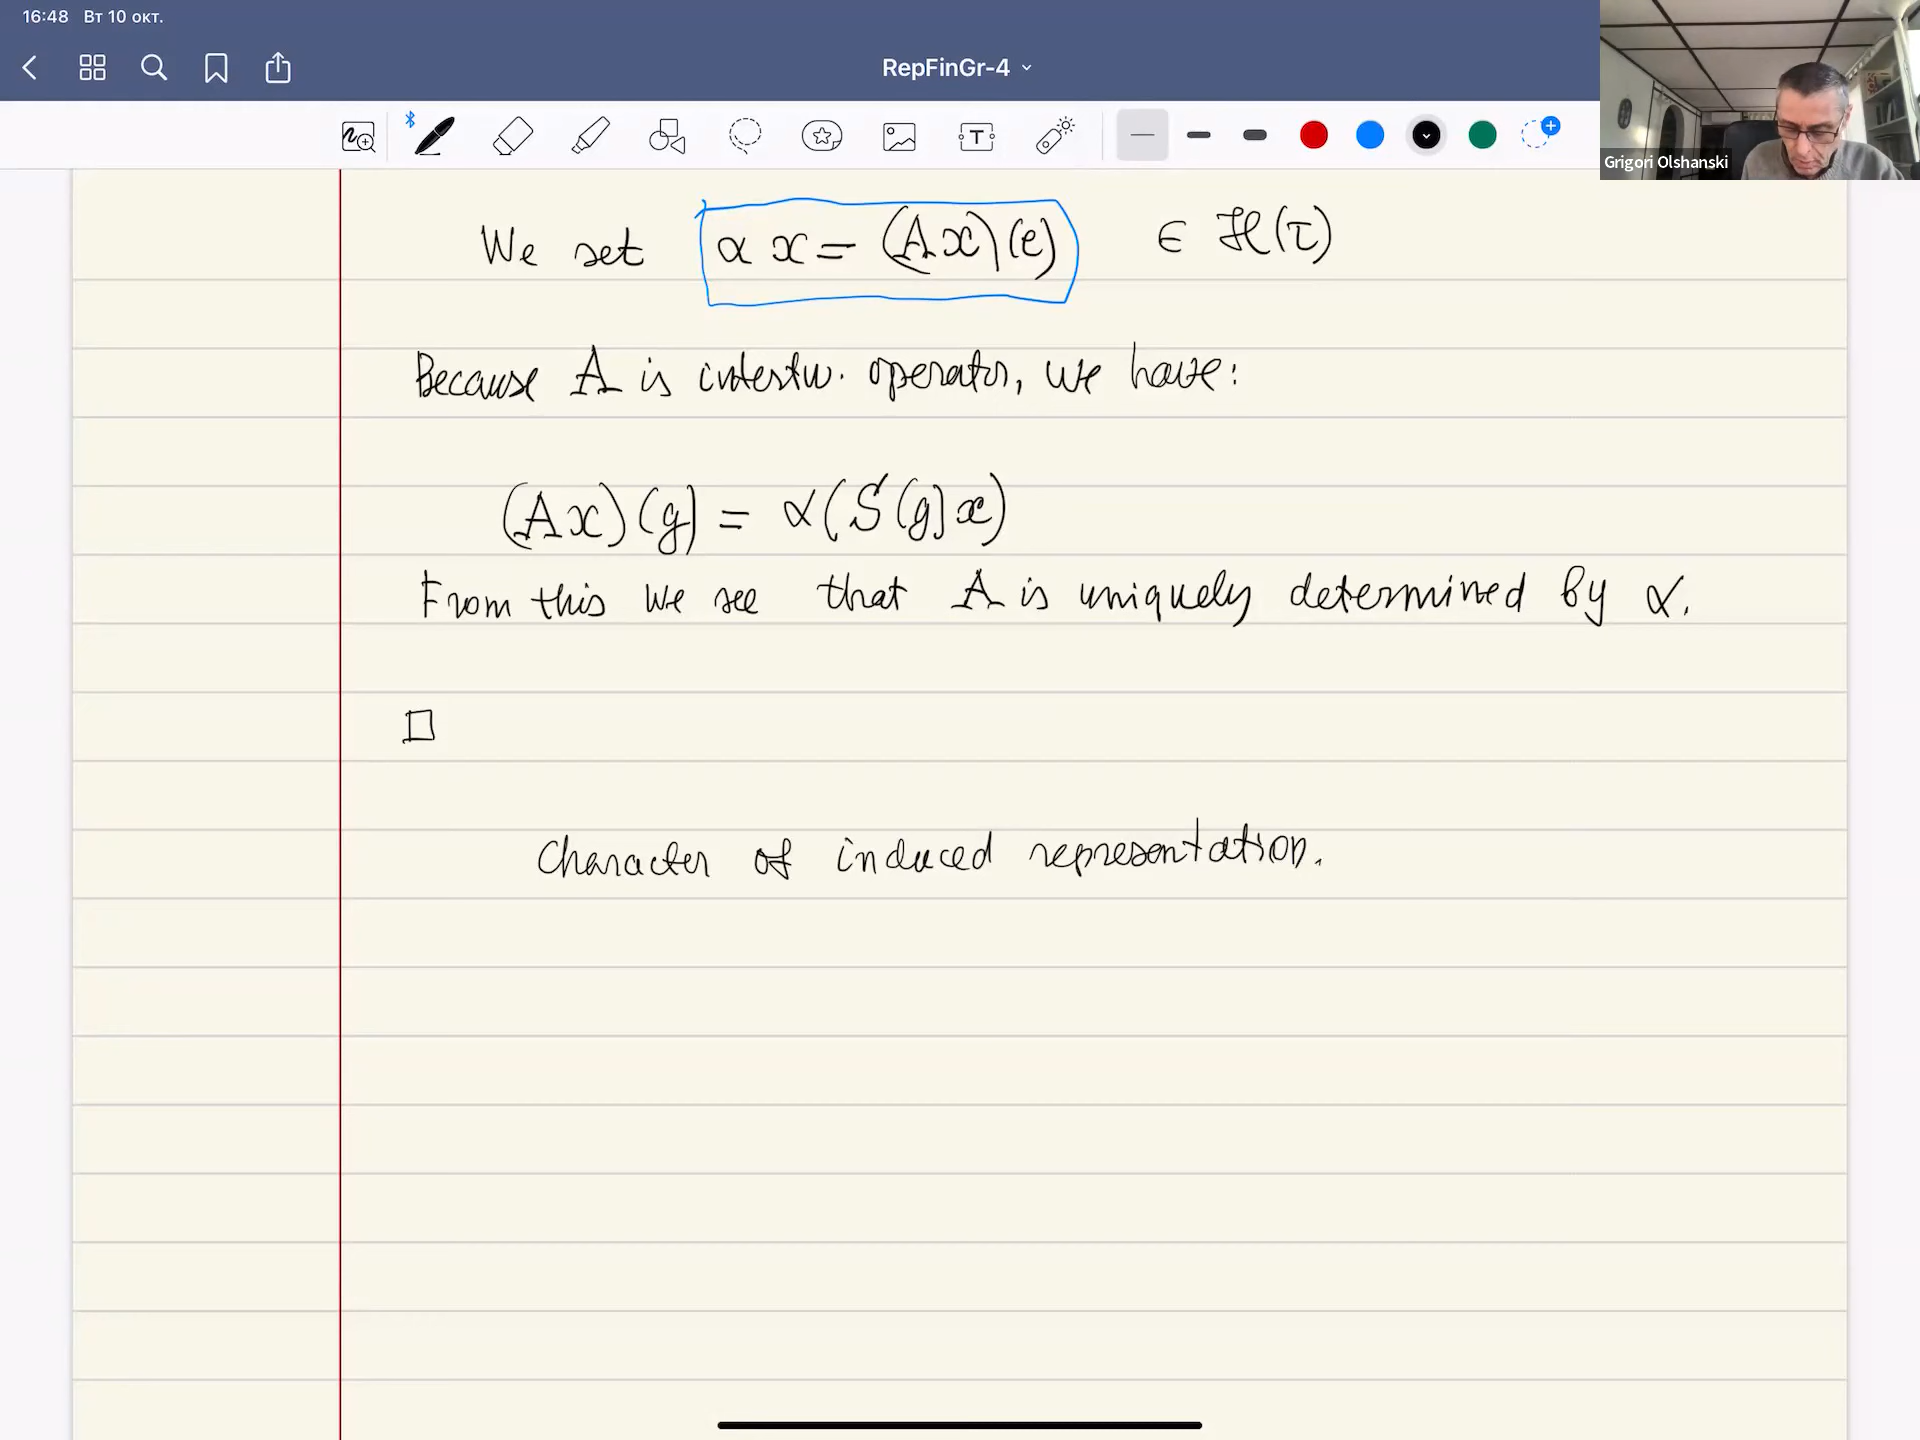 16:48 Вт 10 окт.
RepFinGr-4
Grigori Olshanski
We set α x = (Ax)(e) ∈ ℋ(τ)
Because A is intertw. operator, we have:
(Ax)(g) = α(S(g)x)
From this we see that A is uniquely determined by α.
□
Character of induced representation.